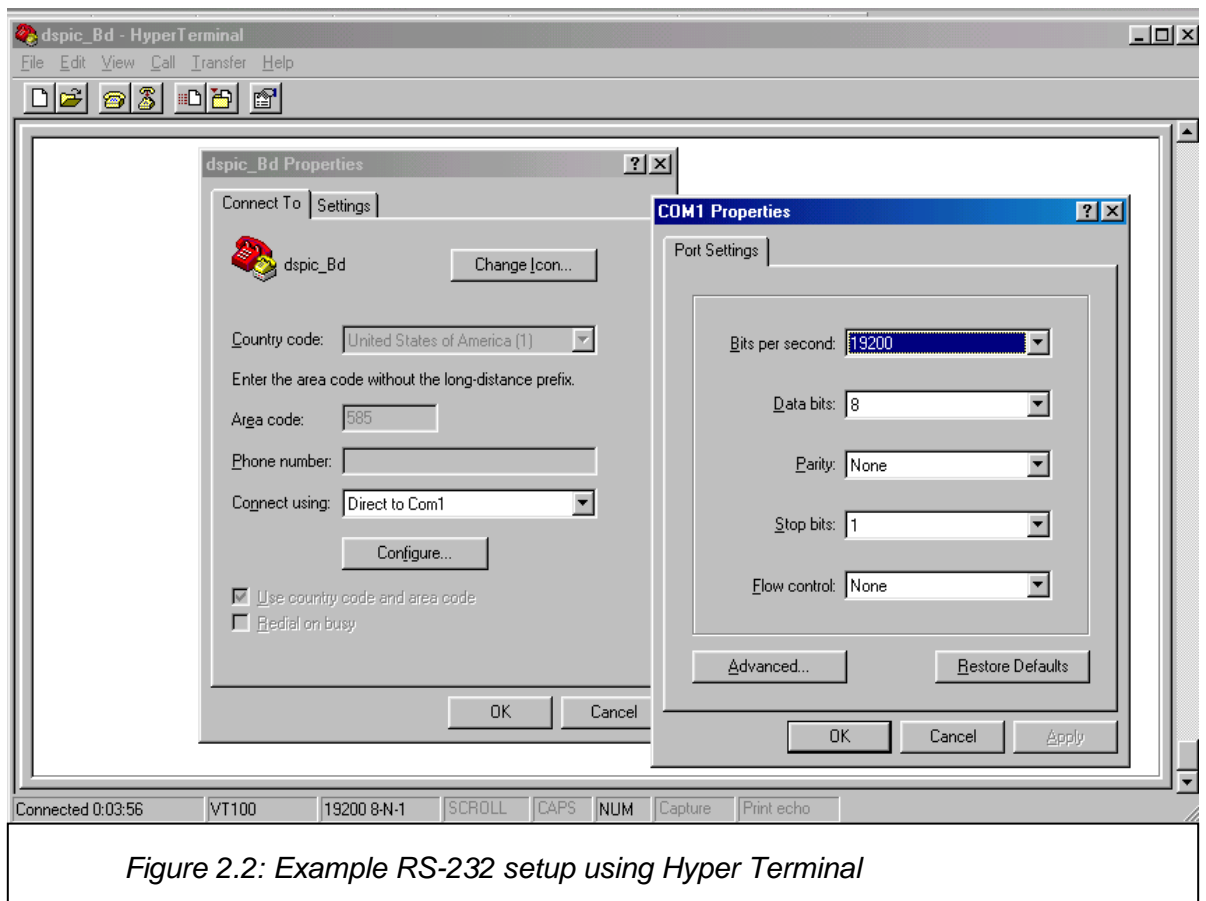 dspic_Bd - HyperTerminal
File Edit View Call Transfer Help
dspic_Bd Properties
Connect To Settings
dspic_Bd
Change Icon...
Country code: United States of America (1)
Enter the area code without the long-distance prefix.
Area code: 585
Phone number:
Connect using: Direct to Com1
Configure...
Use country code and area code
Redial on busy
OK Cancel
COM1 Properties
Port Settings
Bits per second: 19200
Data bits: 8
Parity: None
Stop bits: 1
Flow control: None
Advanced... Restore Defaults
OK Cancel Apply
Connected 0:03:56 VT100 19200 8-N-1 SCROLL CAPS NUM Capture Print echo
Figure 2.2: Example RS-232 setup using Hyper Terminal